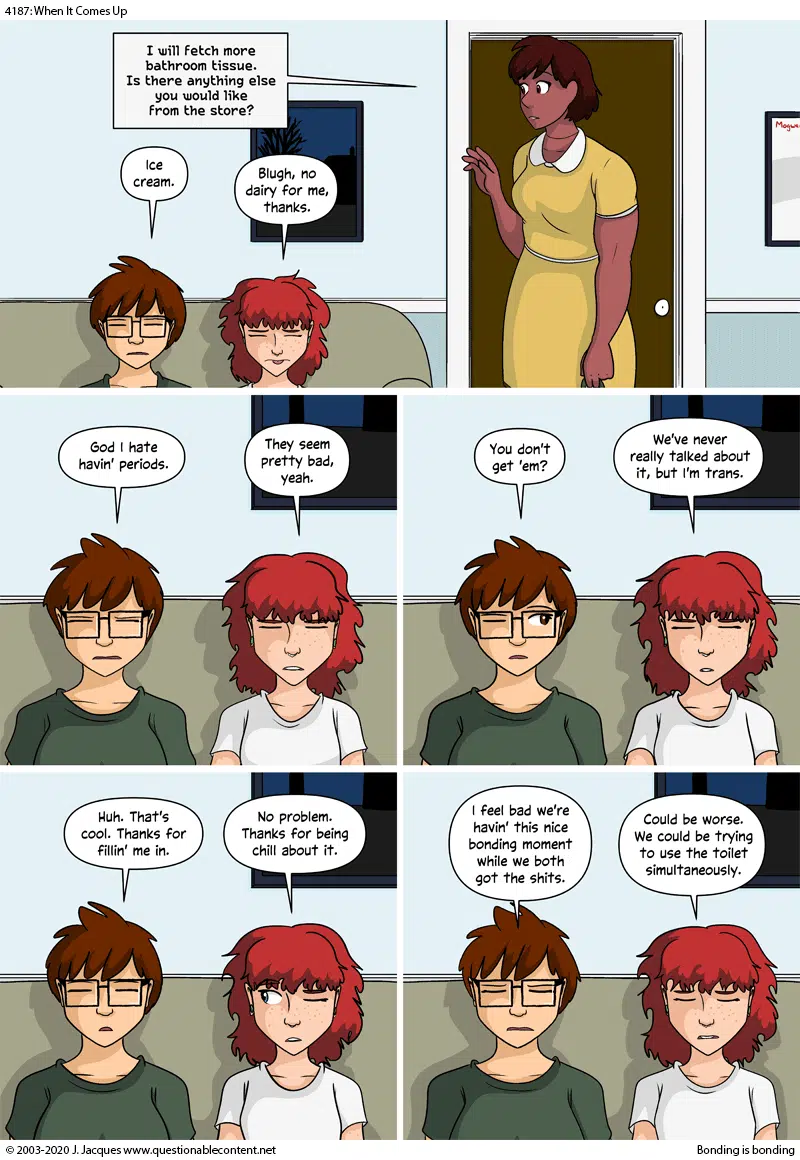 4187: When It Comes Up
I will fetch more
bathroom tissue.
Is there anything else
you would like
from the store?
Ice
cream.
Blugh, no
dairy for me,
thanks.
God I hate
havin' periods.
They seem
pretty bad,
yeah.
You don't
get 'em?
We've never
really talked about
it, but I'm trans.
Huh. That's
cool. Thanks for
fillin' me in.
No problem.
Thanks for being
chill about it.
I feel bad we're
havin' this nice
bonding moment
while we both
got the shits.
Could be worse.
We could be trying
to use the toilet
simultaneously.
© 2003-2020 J. Jacques www.questionablecontent.net
Bonding is bonding